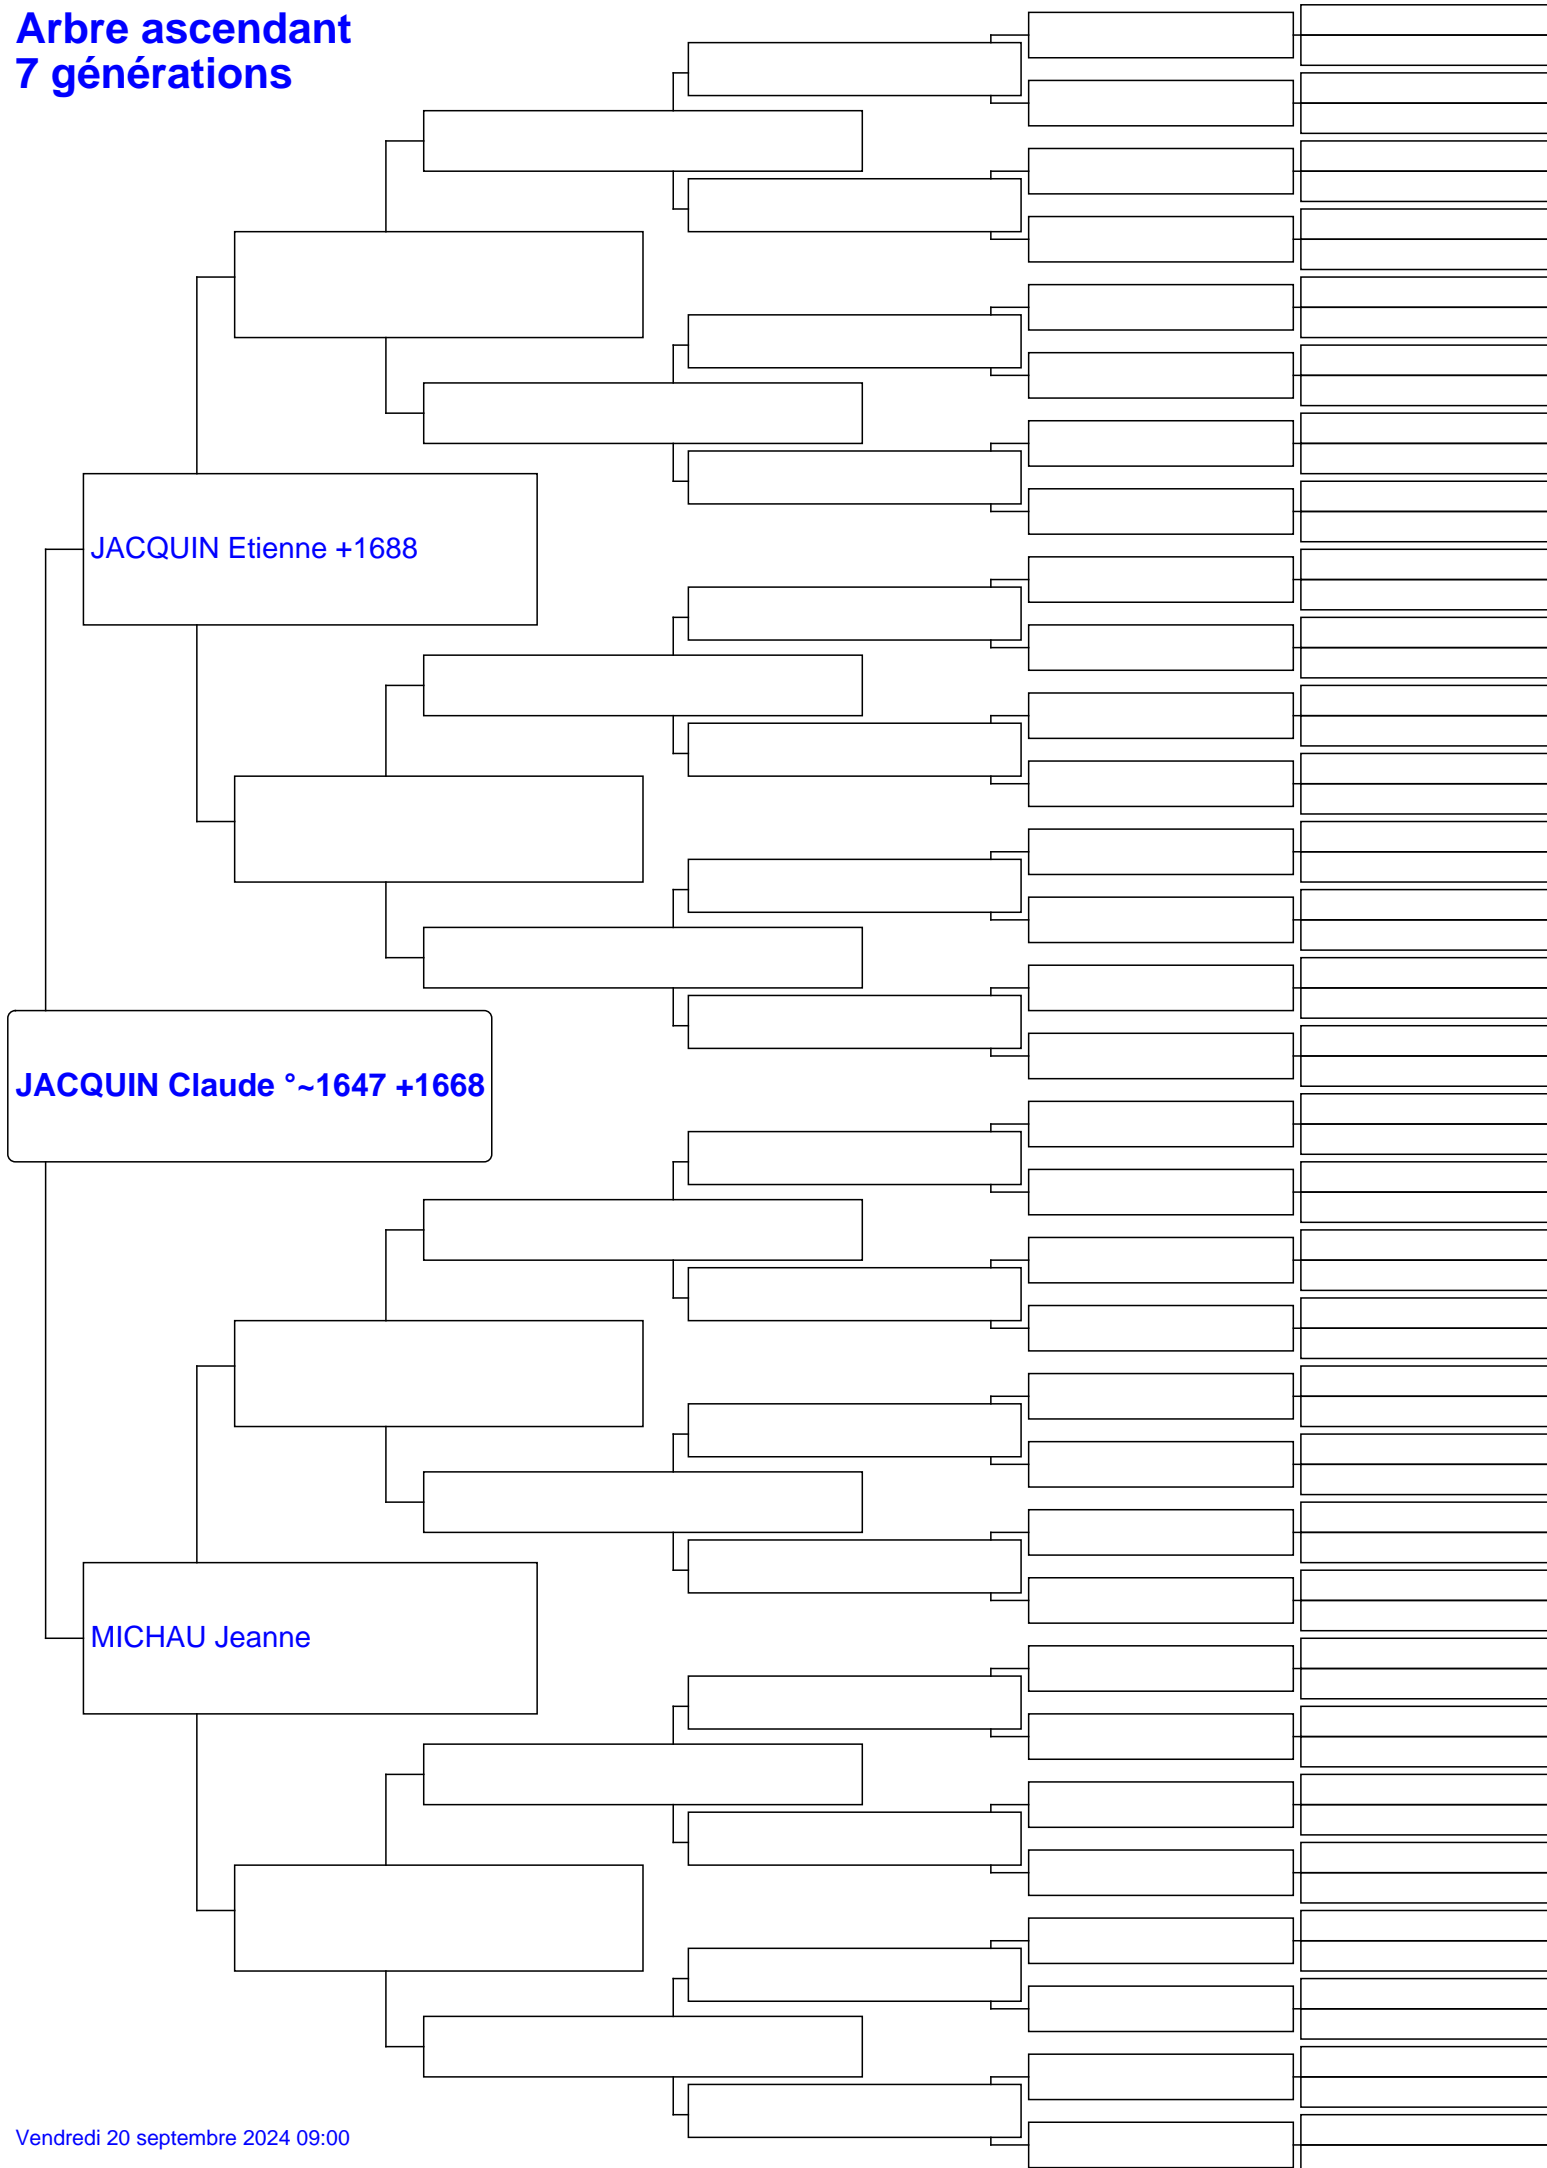 Arbre ascendant
7 générations
JACQUIN Etienne +1688
JACQUIN Claude °~1647 +1668
MICHAU Jeanne
Vendredi 20 septembre 2024 09:00